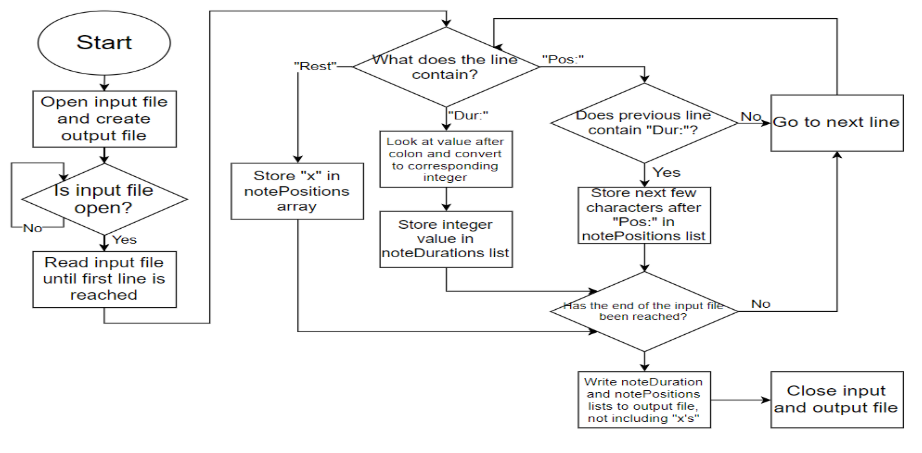 Start
Open input file
and create
output file
Is input file
open?
No
Yes
Read input file
until first line is
reached
What does the line
contain?
"Rest"
"Pos:"
"Dur:"
Store "x" in
notePositions
array
Look at value after
colon and convert
to corresponding
integer
Store integer
value in
noteDurations list
Does previous line
contain "Dur:"?
No
Yes
Go to next line
Store next few
characters after
"Pos:" in
notePositions list
Has the end of the input file
been reached?
No
Write noteDuration
and notePositions
lists to output file,
not including "x's"
Close input
and output file